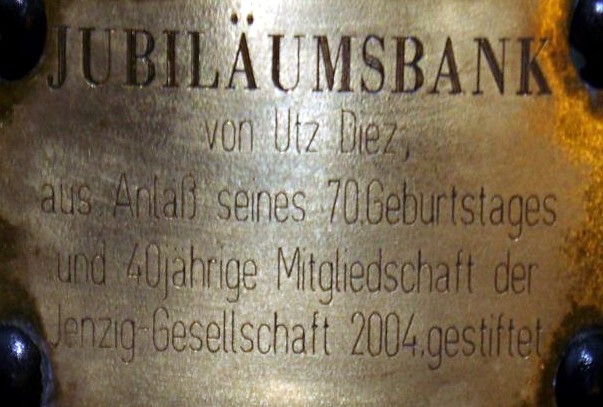 JUBILÄUMSBANK
von Utz Diez,
aus Anlaß seines 70.Geburtstages
und 40jährige Mitgliedschaft der
Jenzig-Gesellschaft 2004.gestiftet